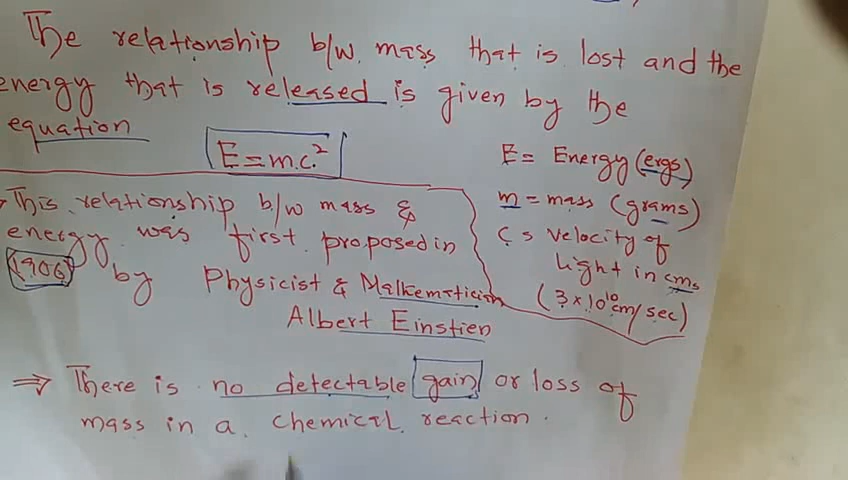 The relationship b/w mass that is lost and the
energy that is released is given by the
equation
E=m.c.²
E= Energy (ergs)
m = mass (grams)
C = velocity of
light in cms
(3 x 10¹⁰ cm/sec)
This relationship b/w mass &
energy was first proposed in
(1906) by Physicist & Mathematician
Albert Einstien
⇒ There is no detectable gain or loss of
mass in a chemical reaction.